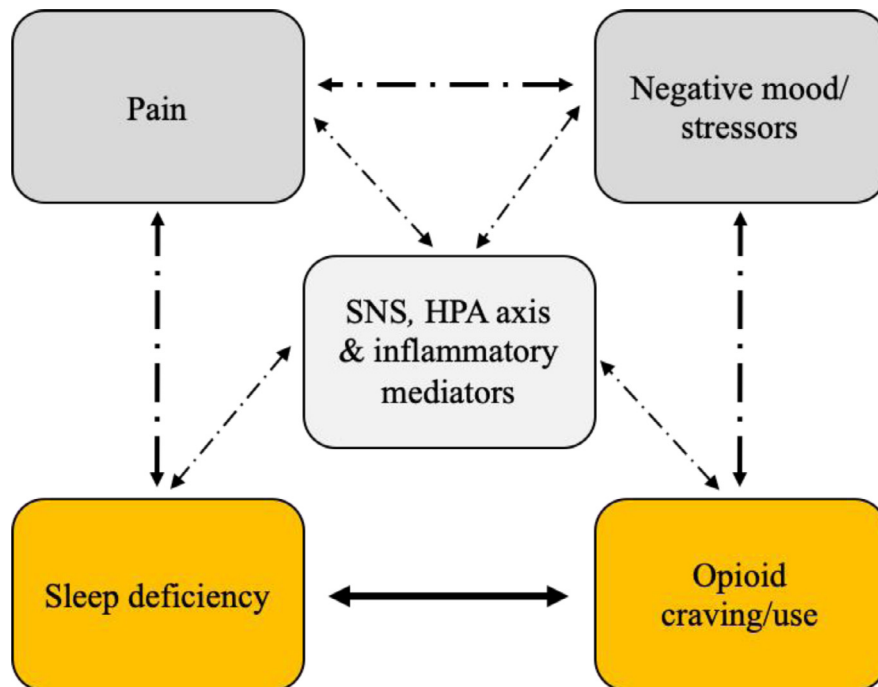 Pain
Negative mood/
stressors
SNS, HPA axis
& inflammatory
mediators
Sleep deficiency
Opioid
craving/use